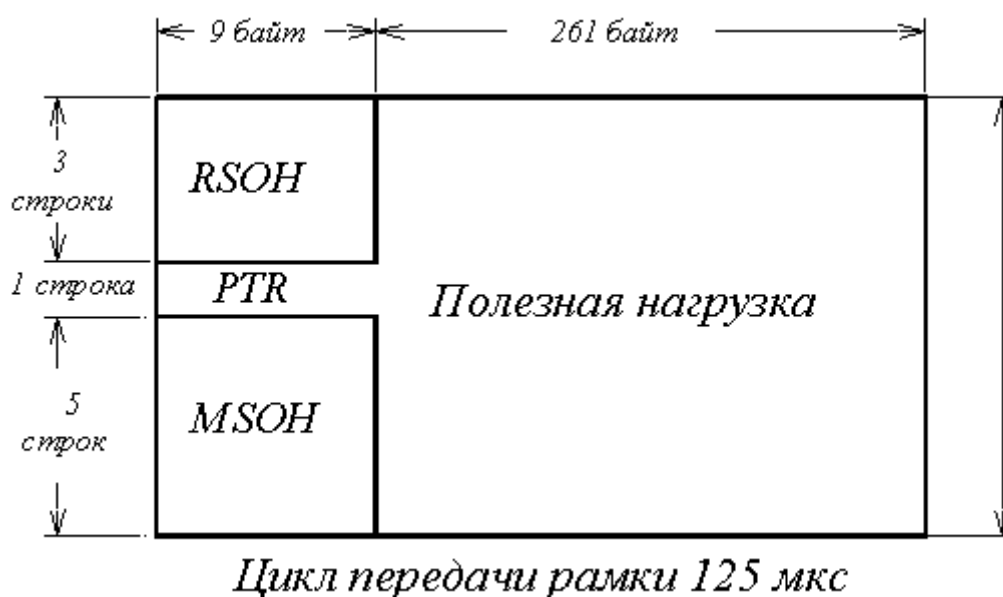 9 байт
261 байт
3
строки
RSOH
1 строка
PTR
Полезная нагрузка
5
строк
MSOH
Цикл передачи рамки 125 мкс